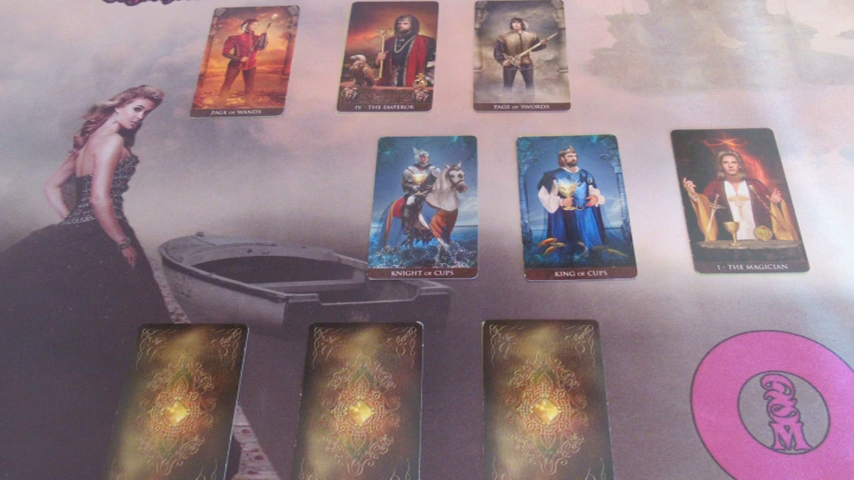 PAGE OF WANDS
IV - THE EMPEROR
PAGE OF SWORDS
KNIGHT OF CUPS
KING OF CUPS
I - THE MAGICIAN